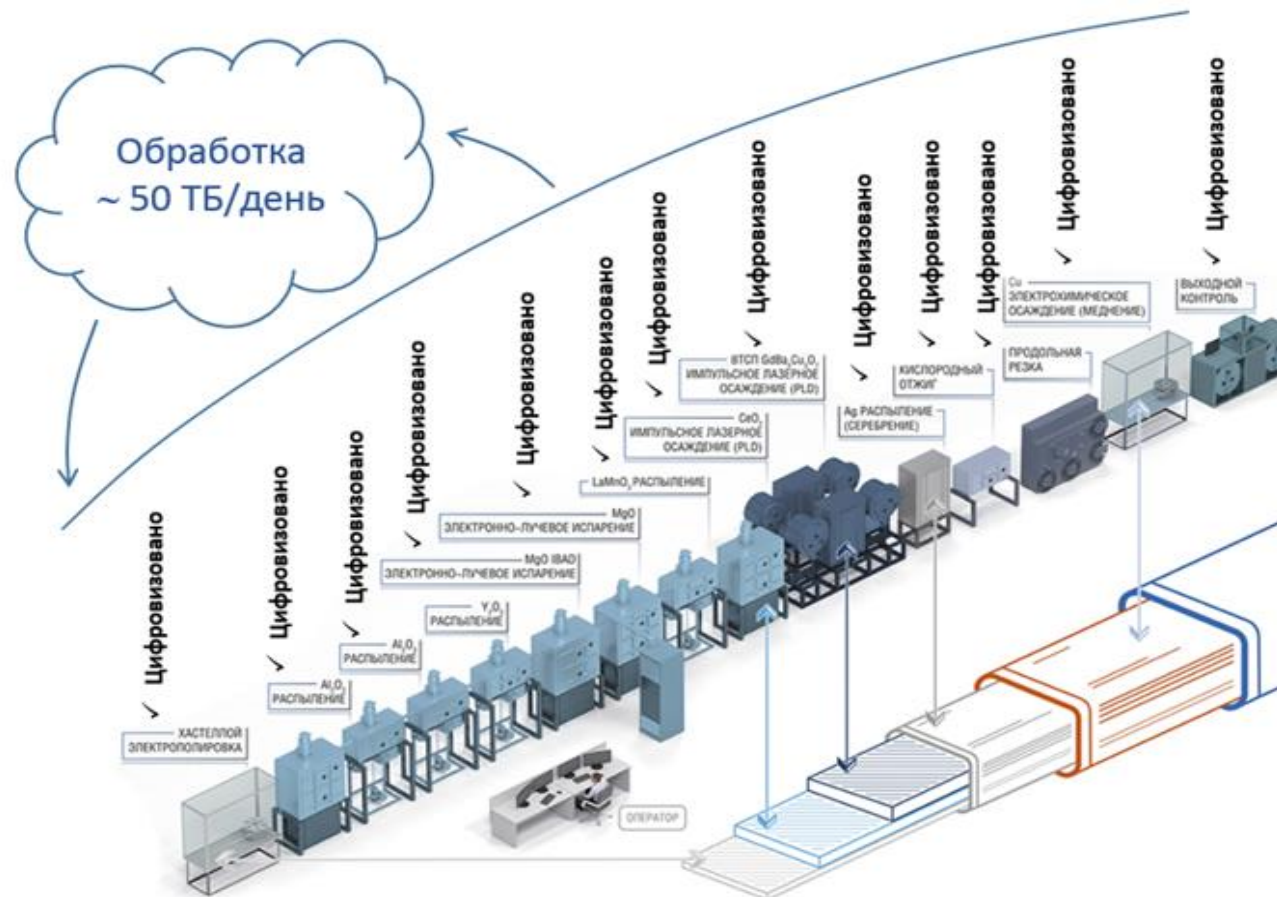 Обработка
~ 50 ТБ/день
Цифровизовано
ХАСТЕЛЛОЙ
ЭЛЕКТРОПОЛИРОВКА
Цифровизовано
Al₂O₃
РАСПЫЛЕНИЕ
Цифровизовано
Al₂O₃
РАСПЫЛЕНИЕ
Цифровизовано
Y₂O₃
РАСПЫЛЕНИЕ
Цифровизовано
MgO IBAD
ЭЛЕКТРОННО-ЛУЧЕВОЕ ИСПАРЕНИЕ
Цифровизовано
MgO
ЭЛЕКТРОННО-ЛУЧЕВОЕ ИСПАРЕНИЕ
Цифровизовано
LaMnO₃ РАСПЫЛЕНИЕ
Цифровизовано
CeO₂
ИМПУЛЬСНОЕ ЛАЗЕРНОЕ
ОСАЖДЕНИЕ (PLD)
Цифровизовано
ВТСП GdBa₂Cu₃O₇
ИМПУЛЬСНОЕ ЛАЗЕРНОЕ
ОСАЖДЕНИЕ (PLD)
Цифровизовано
Ag РАСПЫЛЕНИЕ
(СЕРЕБРЕНИЕ)
Цифровизовано
КИСЛОРОДНЫЙ
ОТЖИГ
Цифровизовано
ПРОДОЛЬНАЯ
РЕЗКА
Cu
ЭЛЕКТРОХИМИЧЕСКОЕ
ОСАЖДЕНИЕ (МЕДНЕНИЕ)
Цифровизовано
ВЫХОДНОЙ
КОНТРОЛЬ
ОПЕРАТОР